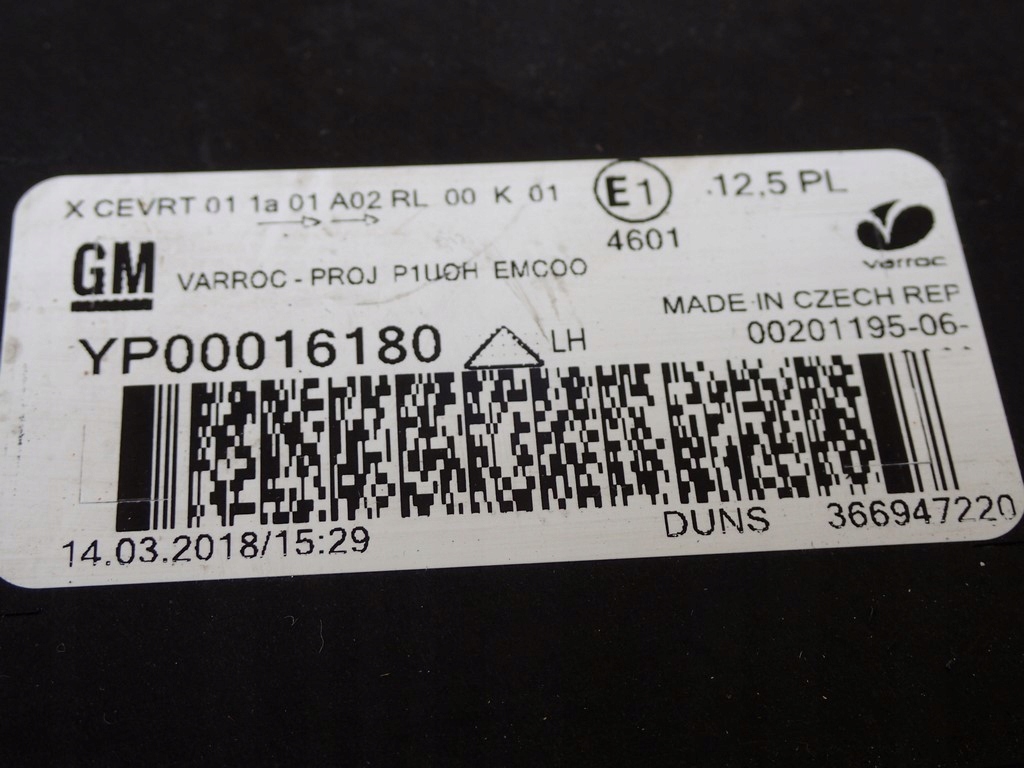 X CEVRT 01 1a 01 A02 RL 00 K 01
E1
.12,5 PL
4601
GM
VARROC - PROJ P1UOH EMCOO
varroc
MADE IN CZECH REP
00201195-06-
YP00016180
LH
14.03.2018/15:29
DUNS 366947220